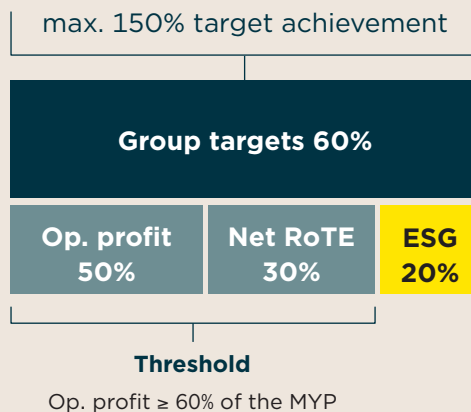 max. 150% target achievement
Group targets 60%
Op. profit
50%
Net RoTE
30%
ESG
20%
Threshold
Op. profit ≥ 60% of the MYP